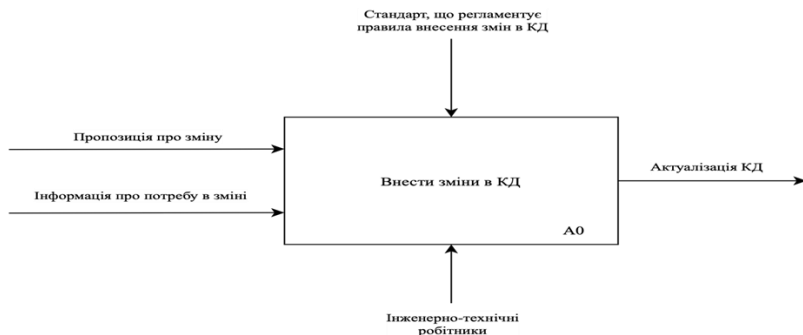 Стандарт, що регламентує
правила внесення змін в КД
Пропозиція про зміну
Внести зміни в КД
Актуалізація КД
Інформація про потребу в зміні
A0
Інженерно-технічні
робітники